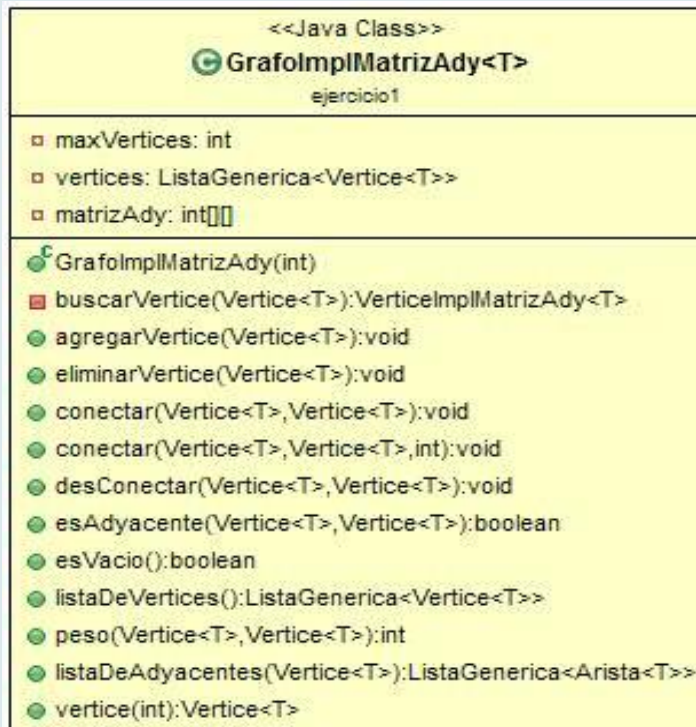 <<Java Class>>
GrafoImplMatrizAdy<T>
ejercicio1
maxVertices: int
vertices: ListaGenerica<Vertice<T>>
matrizAdy: int[][]
GrafoImplMatrizAdy(int)
buscarVertice(Vertice<T>):VerticeImplMatrizAdy<T>
agregarVertice(Vertice<T>):void
eliminarVertice(Vertice<T>):void
conectar(Vertice<T>,Vertice<T>):void
conectar(Vertice<T>,Vertice<T>,int):void
desConectar(Vertice<T>,Vertice<T>):void
esAdyacente(Vertice<T>,Vertice<T>):boolean
esVacio():boolean
listaDeVertices():ListaGenerica<Vertice<T>>
peso(Vertice<T>,Vertice<T>):int
listaDeAdyacentes(Vertice<T>):ListaGenerica<Arista<T>>
vertice(int):Vertice<T>